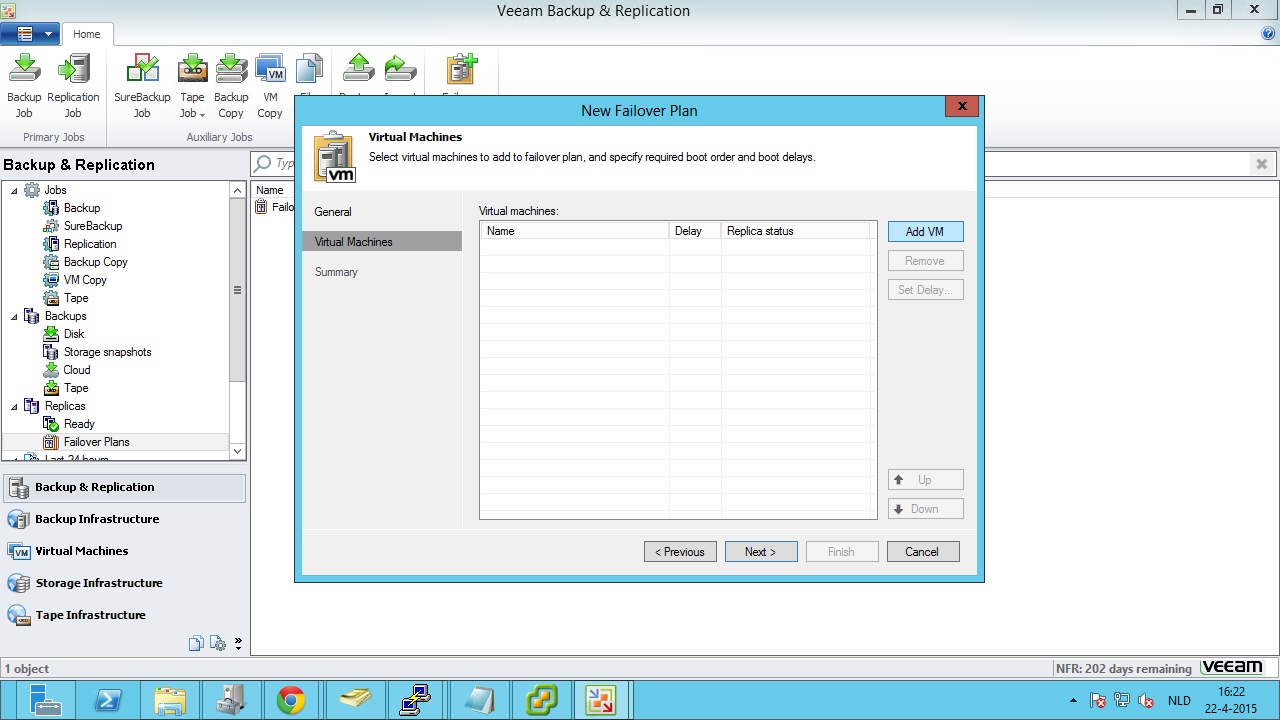 Veeam Backup & Replication
Home
Backup Job
Replication Job
SureBackup Job
Tape Job
Backup Copy
VM Copy
Primary Jobs
Auxiliary Jobs
New Failover Plan
Virtual Machines
Select virtual machines to add to failover plan, and specify required boot order and boot delays.
vm
General
Virtual Machines
Summary
Virtual machines:
Name Delay Replica status
Add VM
Remove
Set Delay...
Up
Down
< Previous Next > Finish Cancel
Backup & Replication
Jobs
Backup
SureBackup
Replication
Backup Copy
VM Copy
Tape
Backups
Disk
Storage snapshots
Cloud
Tape
Replicas
Ready
Failover Plans
Last 24 hours
Name
Failo
Backup & Replication
Backup Infrastructure
Virtual Machines
Storage Infrastructure
Tape Infrastructure
1 object
NFR: 202 days remaining
veeam
NLD
16:22
22-4-2015